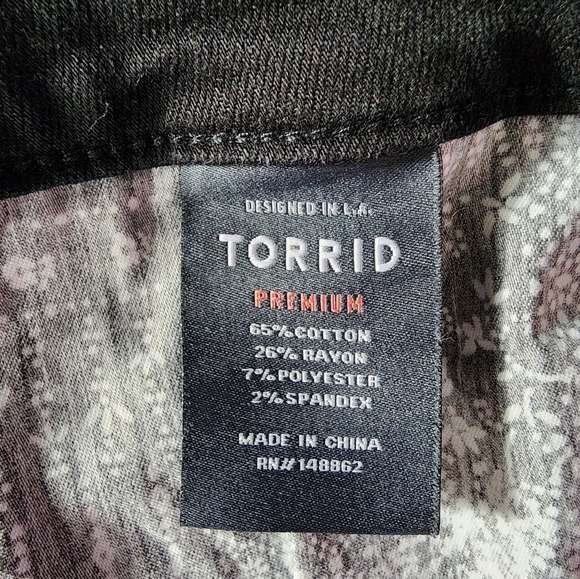 DESIGNED IN L.A.
TORRID
PREMIUM
65% COTTON
26% RAYON
7% POLYESTER
2% SPANDEX
MADE IN CHINA
RN# 148862